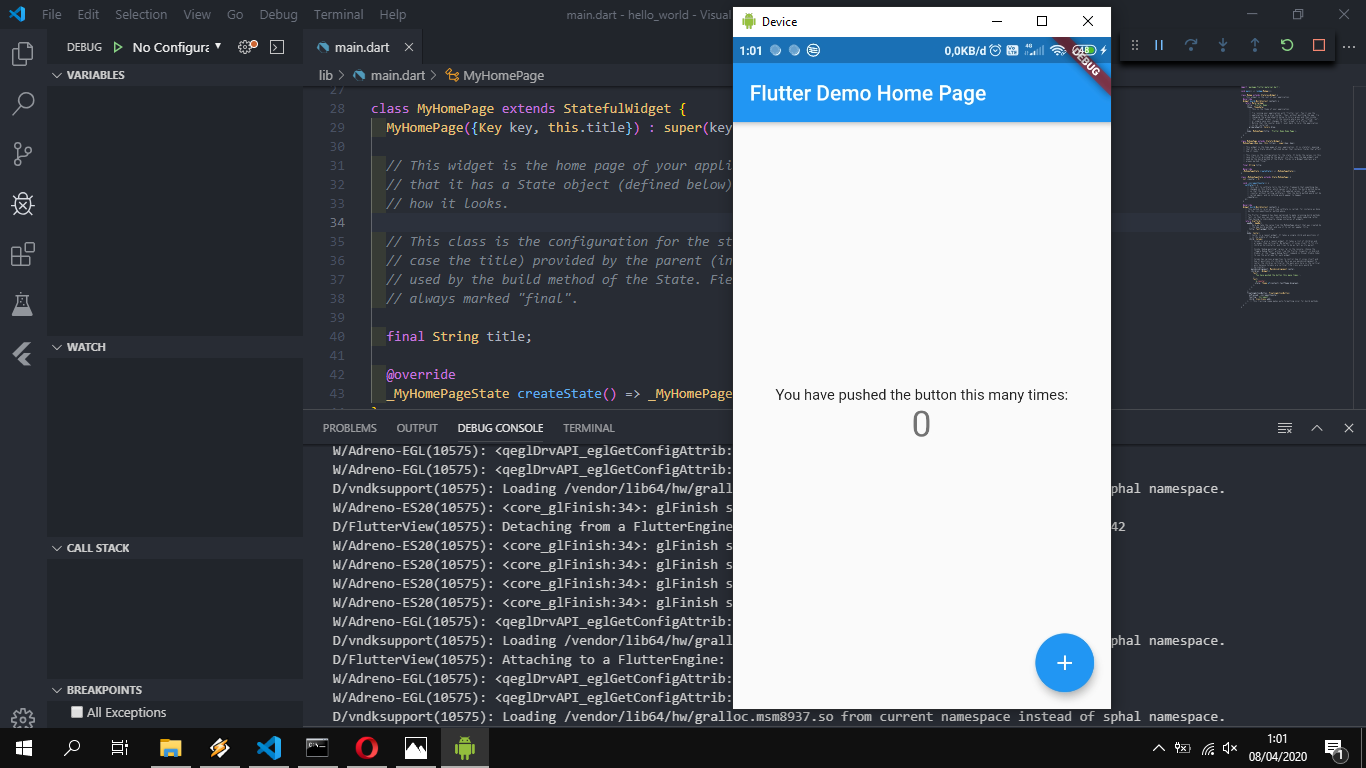 File Edit Selection View Go Debug Terminal Help
main.dart - hello_world - Visual
DEBUG No Configura
VARIABLES
WATCH
CALL STACK
BREAKPOINTS
All Exceptions
main.dart
lib > main.dart > MyHomePage
27
28 class MyHomePage extends StatefulWidget {
29 MyHomePage({Key key, this.title}) : super(key
30
31 // This widget is the home page of your appli
32 // that it has a State object (defined below)
33 // how it looks.
34
35 // This class is the configuration for the st
36 // case the title) provided by the parent (in
37 // used by the build method of the State. Fie
38 // always marked "final".
39
40 final String title;
41
42 @override
43 _MyHomePageState createState() => _MyHomePage
PROBLEMS OUTPUT DEBUG CONSOLE TERMINAL
W/Adreno-EGL(10575): <qeglDrvAPI_eglGetConfigAttrib:
W/Adreno-EGL(10575): <qeglDrvAPI_eglGetConfigAttrib:
D/vndksupport(10575): Loading /vendor/lib64/hw/grall phal namespace.
W/Adreno-ES20(10575): <core_glFinish:34>: glFinish s
D/FlutterView(10575): Detaching from a FlutterEngine 42
W/Adreno-ES20(10575): <core_glFinish:34>: glFinish s
W/Adreno-ES20(10575): <core_glFinish:34>: glFinish s
W/Adreno-ES20(10575): <core_glFinish:34>: glFinish s
W/Adreno-ES20(10575): <core_glFinish:34>: glFinish s
W/Adreno-EGL(10575): <qeglDrvAPI_eglGetConfigAttrib:
D/vndksupport(10575): Loading /vendor/lib64/hw/grall phal namespace.
D/FlutterView(10575): Attaching to a FlutterEngine:
W/Adreno-EGL(10575): <qeglDrvAPI_eglGetConfigAttrib:
W/Adreno-EGL(10575): <qeglDrvAPI_eglGetConfigAttrib:
D/vndksupport(10575): Loading /vendor/lib64/hw/gralloc.msm8937.so from current namespace instead of sphal namespace.
Device
1:01 0,0KB/d 4G 48
DEBUG
Flutter Demo Home Page
You have pushed the button this many times:
0
+
1:01
08/04/2020
1